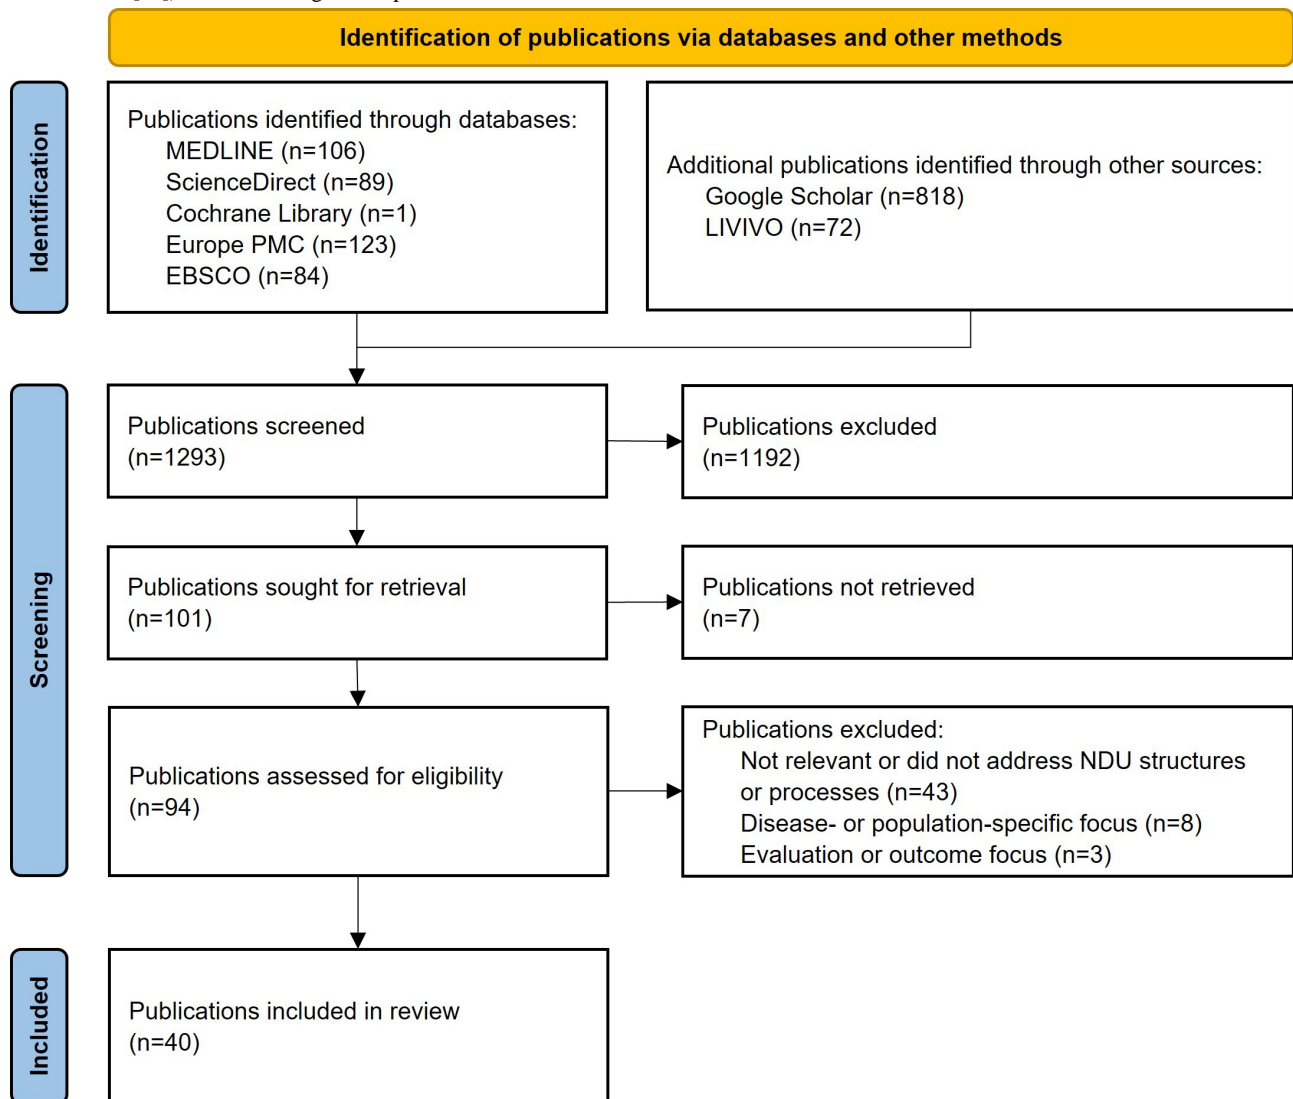 Identification of publications via databases and other methods
Identification
Publications identified through databases:
MEDLINE (n=106)
ScienceDirect (n=89)
Cochrane Library (n=1)
Europe PMC (n=123)
EBSCO (n=84)
Additional publications identified through other sources:
Google Scholar (n=818)
LIVIVO (n=72)
Screening
Publications screened
(n=1293)
Publications excluded
(n=1192)
Publications sought for retrieval
(n=101)
Publications not retrieved
(n=7)
Publications assessed for eligibility
(n=94)
Publications excluded:
Not relevant or did not address NDU structures
or processes (n=43)
Disease- or population-specific focus (n=8)
Evaluation or outcome focus (n=3)
Included
Publications included in review
(n=40)